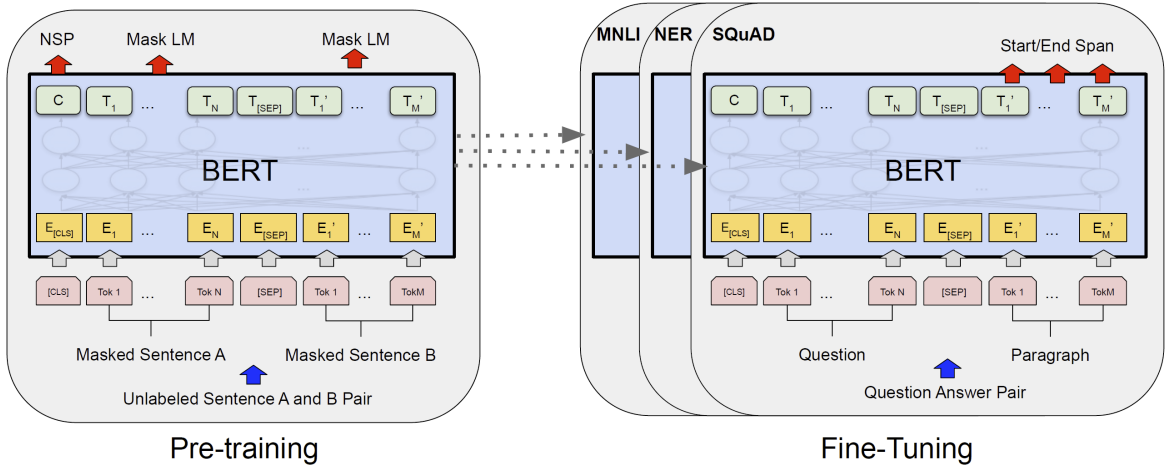 NSP Mask LM Mask LM
C T1 ... TN T[SEP] T1' ... TM'
...
BERT
...
E[CLS] E1 ... EN E[SEP] E1' ... EM'
[CLS] Tok 1 ... Tok N [SEP] Tok 1 ... TokM
Masked Sentence A Masked Sentence B
Unlabeled Sentence A and B Pair
Pre-training
MNLI NER SQuAD
Start/End Span
C T1 ... TN T[SEP] T1' ... TM'
...
BERT
...
E[CLS] E1 ... EN E[SEP] E1' ... EM'
[CLS] Tok 1 ... Tok N [SEP] Tok 1 ... TokM
Question Paragraph
Question Answer Pair
Fine-Tuning